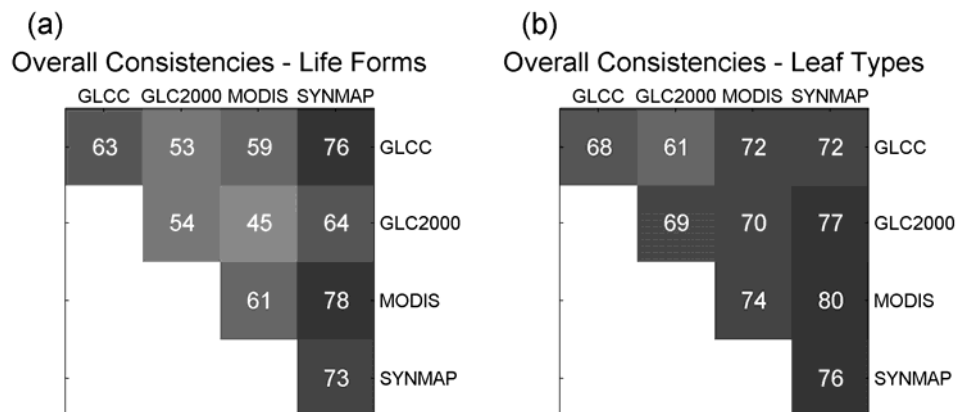 (a)
Overall Consistencies - Life Forms
GLCC GLC2000 MODIS SYNMAP
63 53 59 76 GLCC
54 45 64 GLC2000
61 78 MODIS
73 SYNMAP
(b)
Overall Consistencies - Leaf Types
GLCC GLC2000 MODIS SYNMAP
68 61 72 72 GLCC
69 70 77 GLC2000
74 80 MODIS
76 SYNMAP